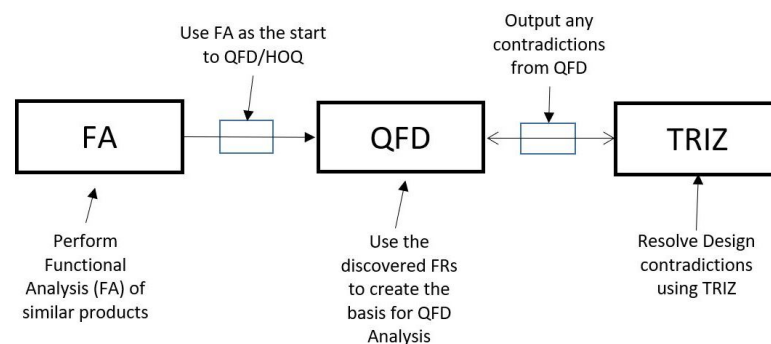 Use FA as the start
to QFD/HOQ
Output any
contradictions
from QFD
FA
QFD
TRIZ
Perform
Functional
Analysis (FA) of
similar products
Use the
discovered FRs
to create the
basis for QFD
Analysis
Resolve Design
contradictions
using TRIZ